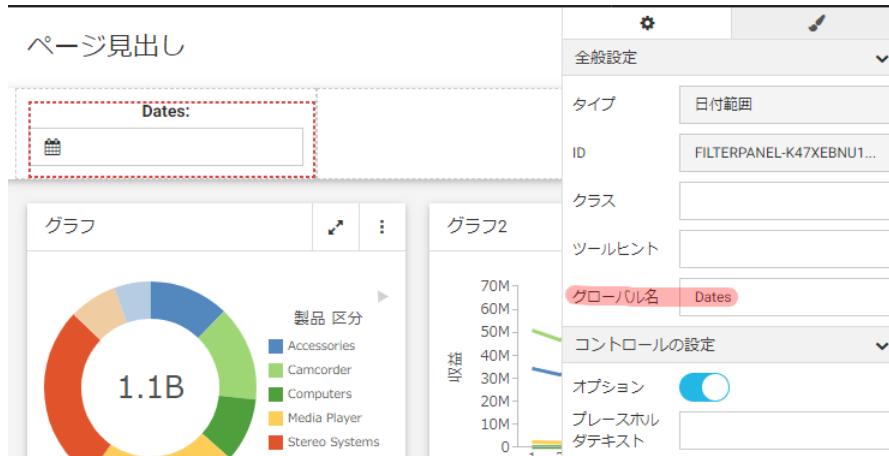 ページ見出し
Dates:
グラフ
1.1B
製品 区分
Accessories
Camcorder
Computers
Media Player
Stereo Systems
グラフ2
収益
70M
60M
50M
40M
30M
20M
10M
0
全般設定
タイプ 日付範囲
ID FILTERPANEL-K47XEBNU1...
クラス
ツールヒント
グローバル名 Dates
コントロールの設定
オプション
プレースホル
ダテキスト